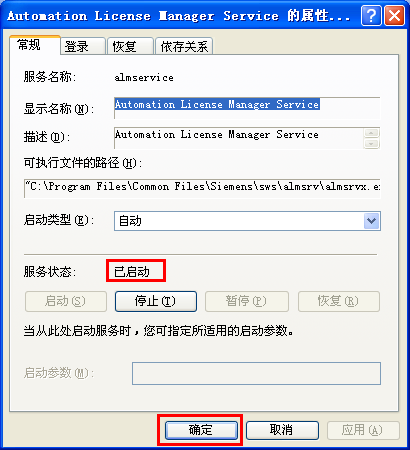 Automation License Manager Service 的属性...
常规 登录 恢复 依存关系
服务名称: almservice
显示名称(N): Automation License Manager Service
描述(D): Automation License Manager Service
可执行文件的路径(H):
"C:\Program Files\Common Files\Siemens\sws\almsrv\almsrvx.ex
启动类型(E): 自动
服务状态: 已启动
启动(S) 停止(T) 暂停(P) 恢复(R)
当从此处启动服务时，您可指定所适用的启动参数。
启动参数(M):
确定 取消 应用(A)